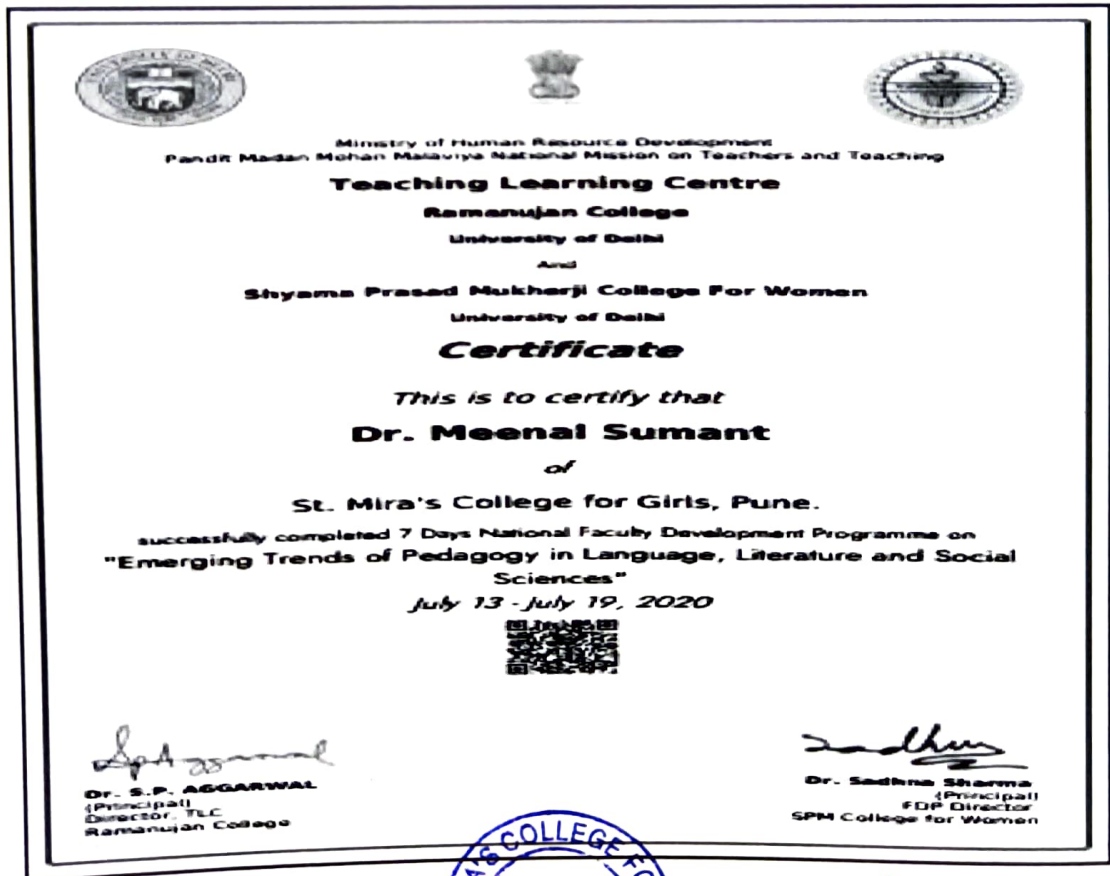 Ministry of Human Resource Development
Pandit Madan Mohan Malaviya National Mission on Teachers and Teaching
Teaching Learning Centre
Ramanujan College
University of Delhi
And
Shyama Prasad Mukherji College For Women
University of Delhi
Certificate
This is to certify that
Dr. Meenal Sumant
of
St. Mira's College for Girls, Pune.
successfully completed 7 Days National Faculty Development Programme on
"Emerging Trends of Pedagogy in Language, Literature and Social
Sciences"
July 13 - July 19, 2020
Dr. S.P. AGGARWAL
(Principal)
Director, TLC
Ramanujan College
Dr. Sadhna Sharma
(Principal)
FDP Director
SPM College for Women
COLLEGE